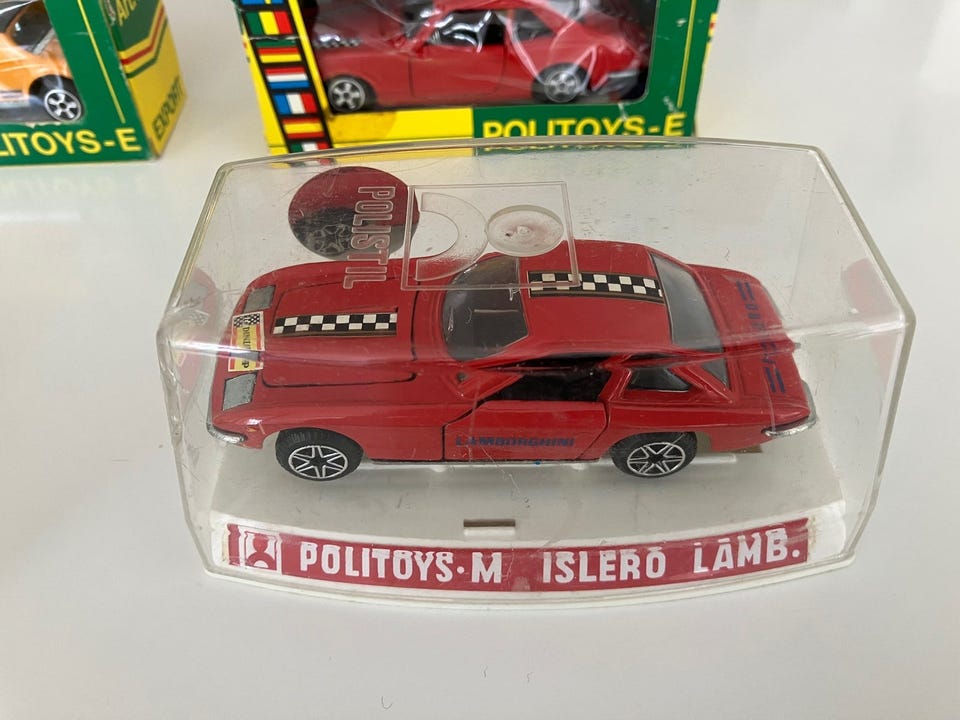 LITOYS-E
EXPORT
POLITOYS-E
POLISTIL
LAMBORGHINI
POLITOYS·M ISLERO LAMB.